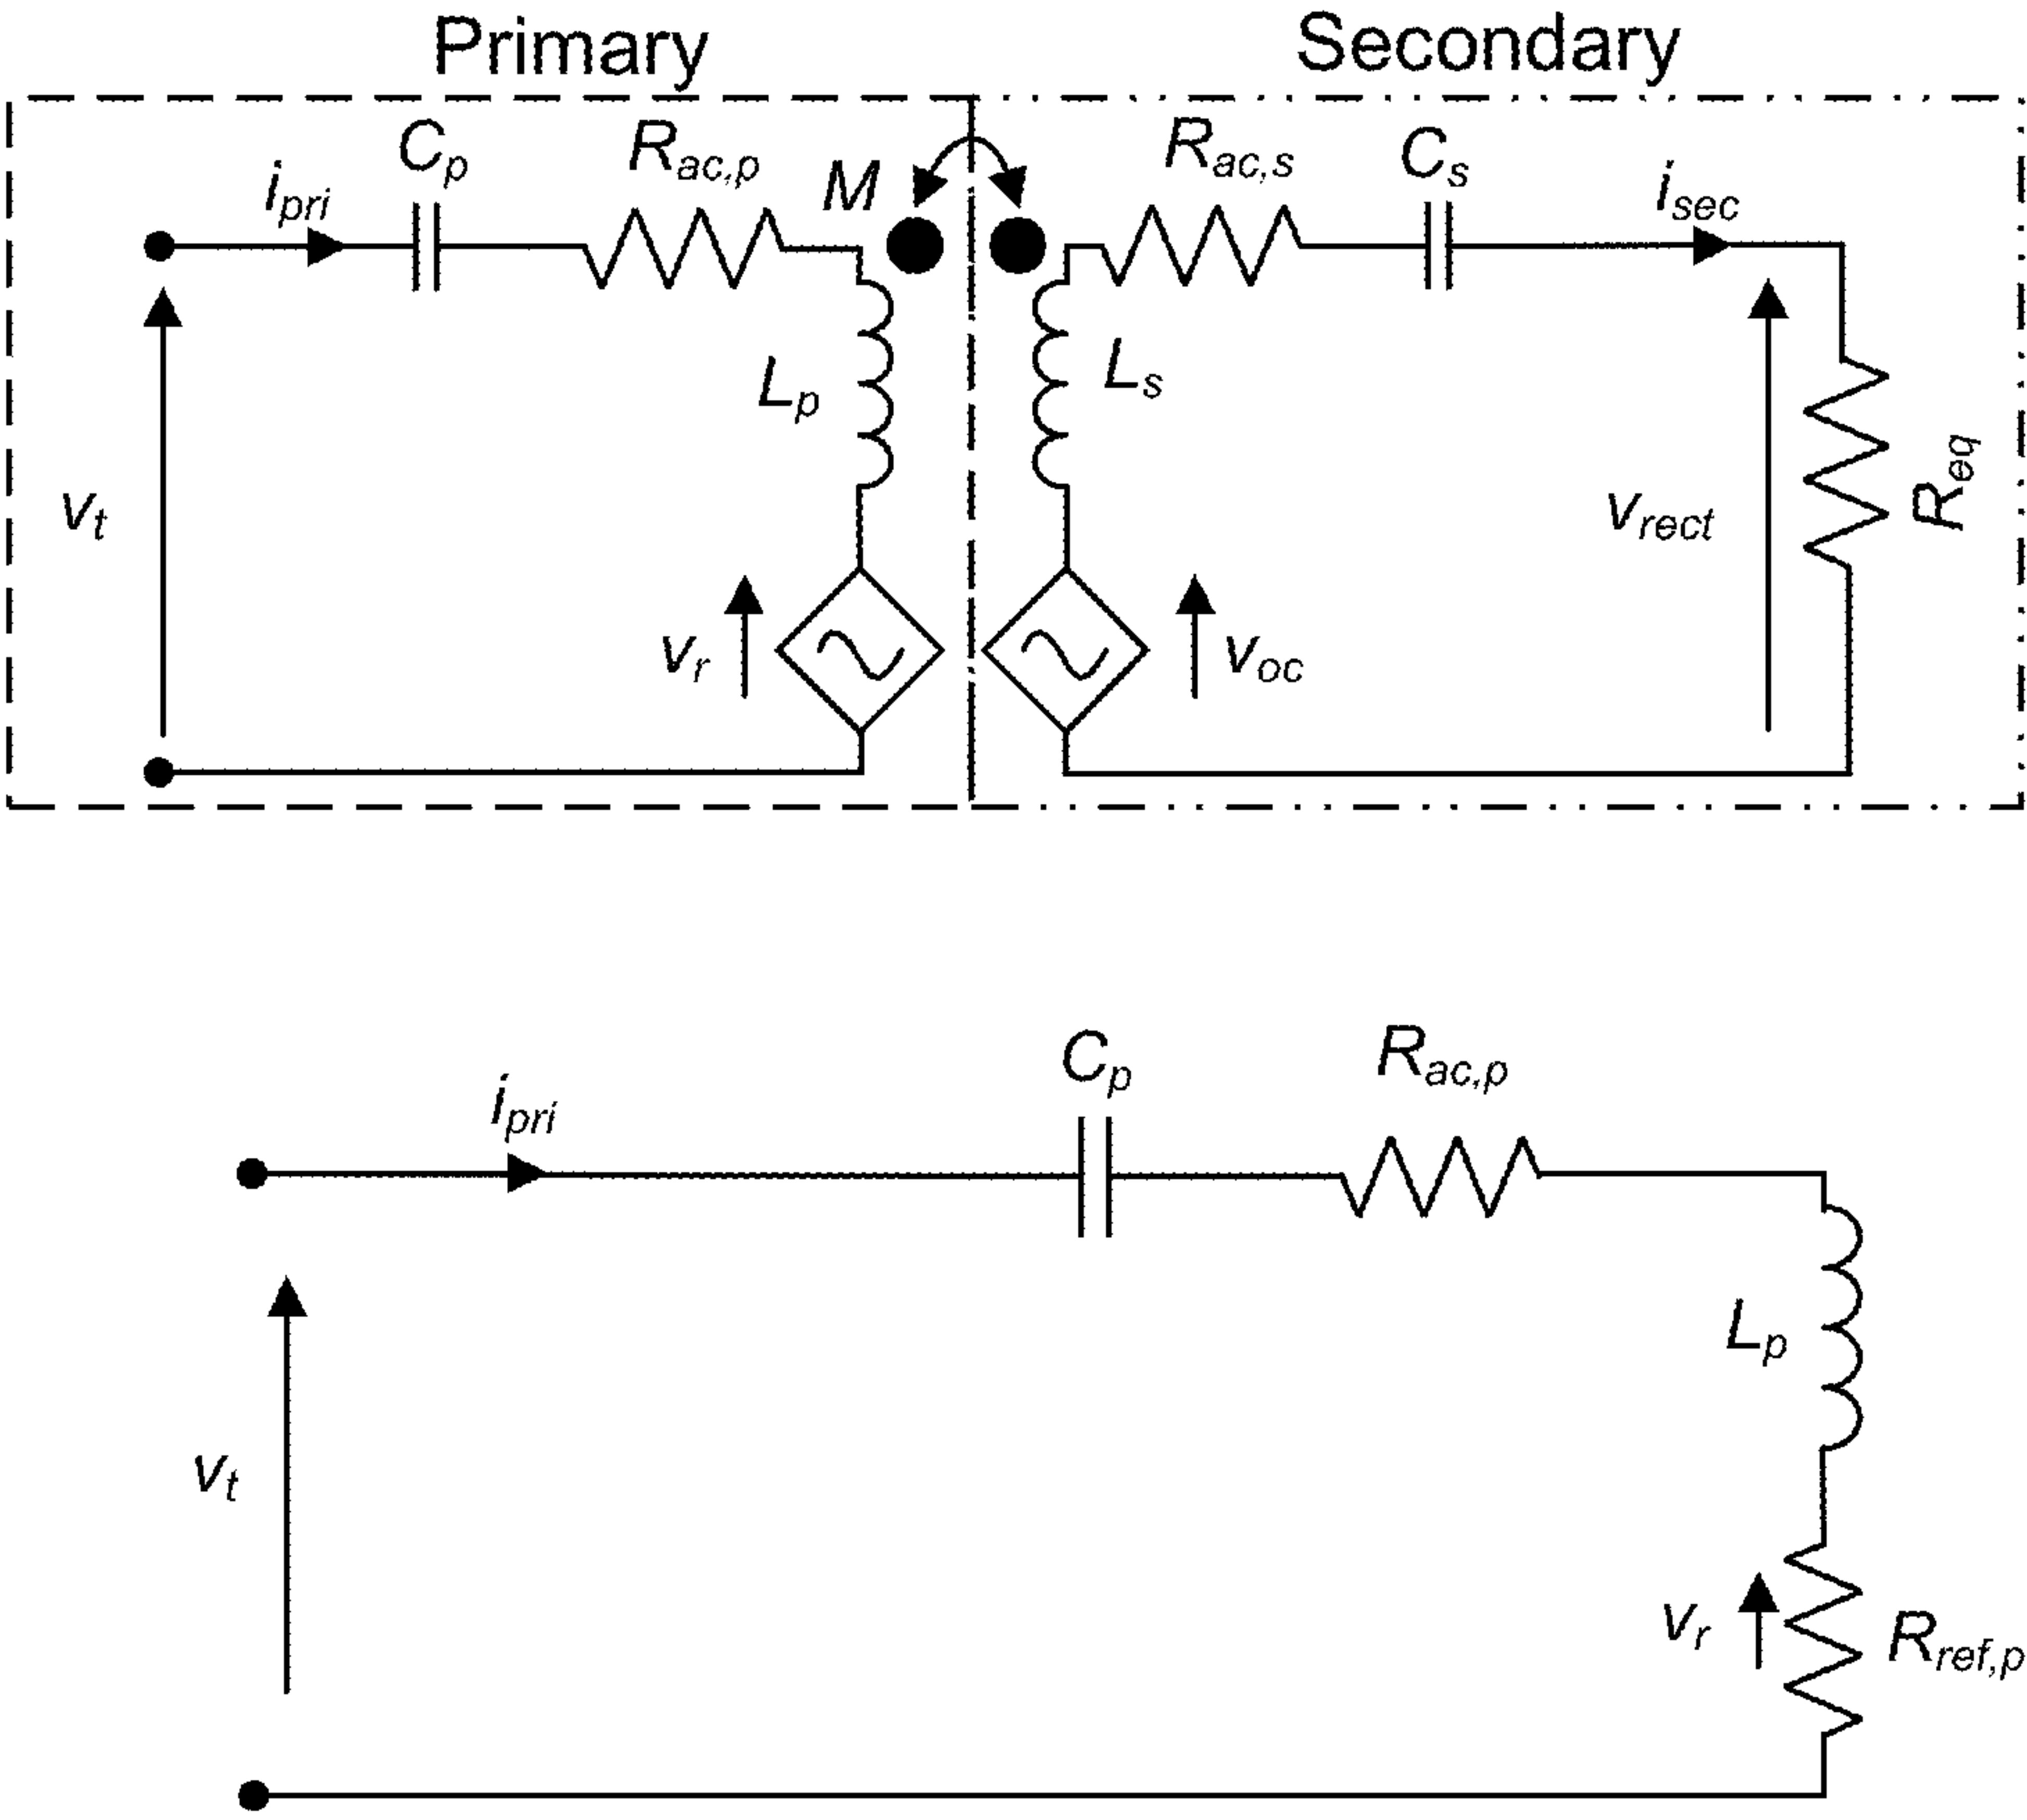 Primary Secondary
C_p R_ac,p M R_ac,s C_s
i_pri i_sec
L_p L_s
v_t v_rect R_eq
v_r v_oc
C_p R_ac,p
i_pri
L_p
v_t
v_r R_ref,p